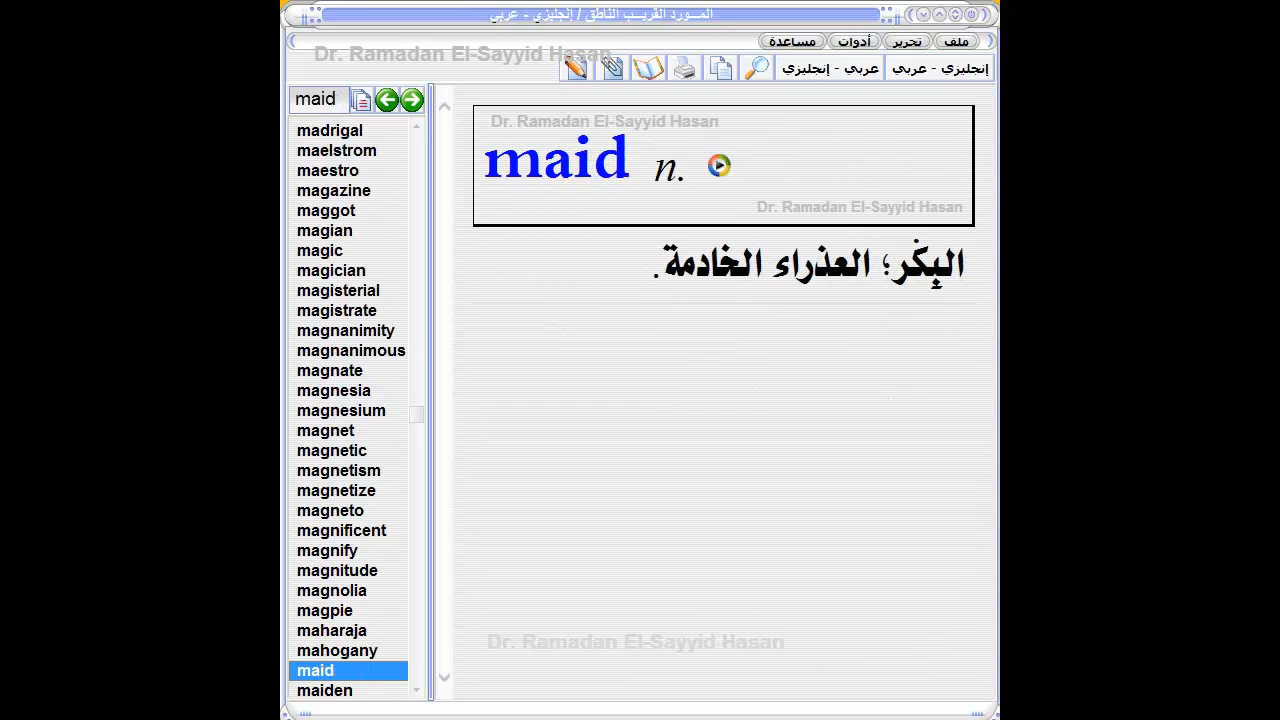 المـــورد القريـــب الناطق / إنجليزي - عربي
ملف تحرير أدوات مساعدة
Dr. Ramadan El-Sayyid Hasan
إنجليزي - عربي عربي - إنجليزي
maid
madrigal
maelstrom
maestro
magazine
maggot
magian
magic
magician
magisterial
magistrate
magnanimity
magnanimous
magnate
magnesia
magnesium
magnet
magnetic
magnetism
magnetize
magneto
magnificent
magnify
magnitude
magnolia
magpie
maharaja
mahogany
maid
maiden
Dr. Ramadan El-Sayyid Hasan
maid n.
Dr. Ramadan El-Sayyid Hasan
البِكْر؛ العذراء الخادمة.
Dr. Ramadan El-Sayyid Hasan